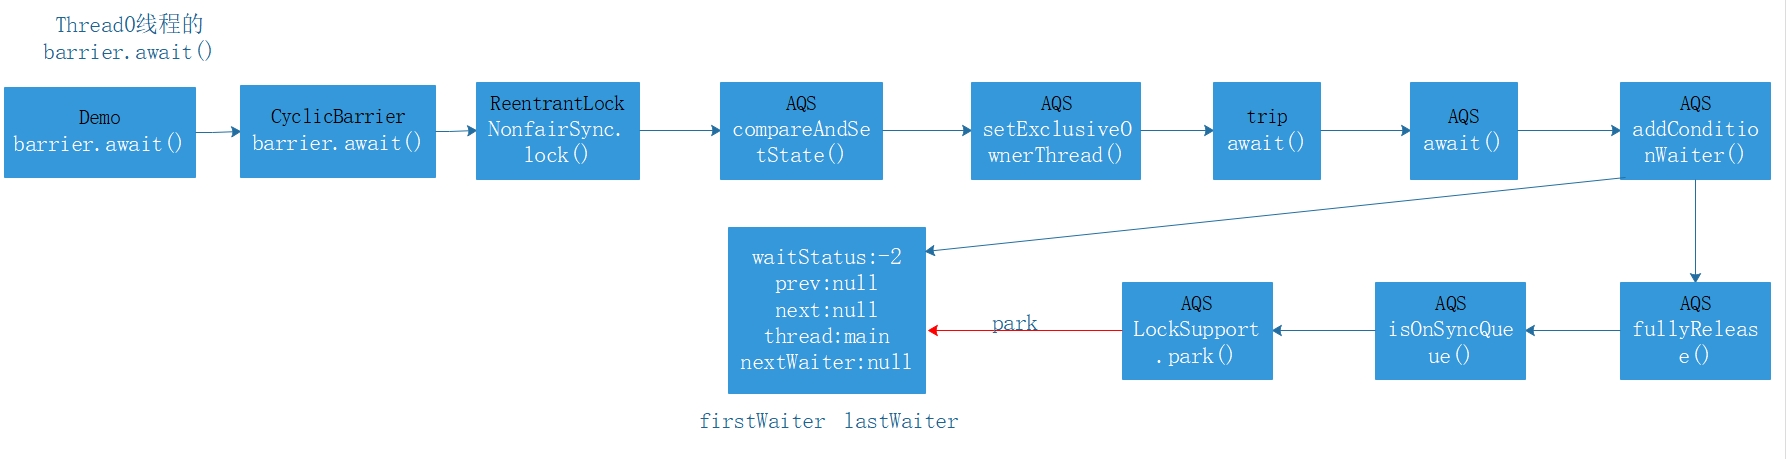 Thread0线程的
barrier.await()
Demo
barrier.await()
CyclicBarrier
barrier.await()
ReentrantLock
NonfairSync.
lock()
AQS
compareAndSe
tState()
AQS
setExclusiveO
wnerThread()
trip
await()
AQS
await()
AQS
addConditio
nWaiter()
waitStatus:-2
prev:null
next:null
thread:main
nextWaiter:null
park
AQS
LockSupport
.park()
AQS
isOnSyncQue
ue()
AQS
fullyReleas
e()
firstWaiter lastWaiter